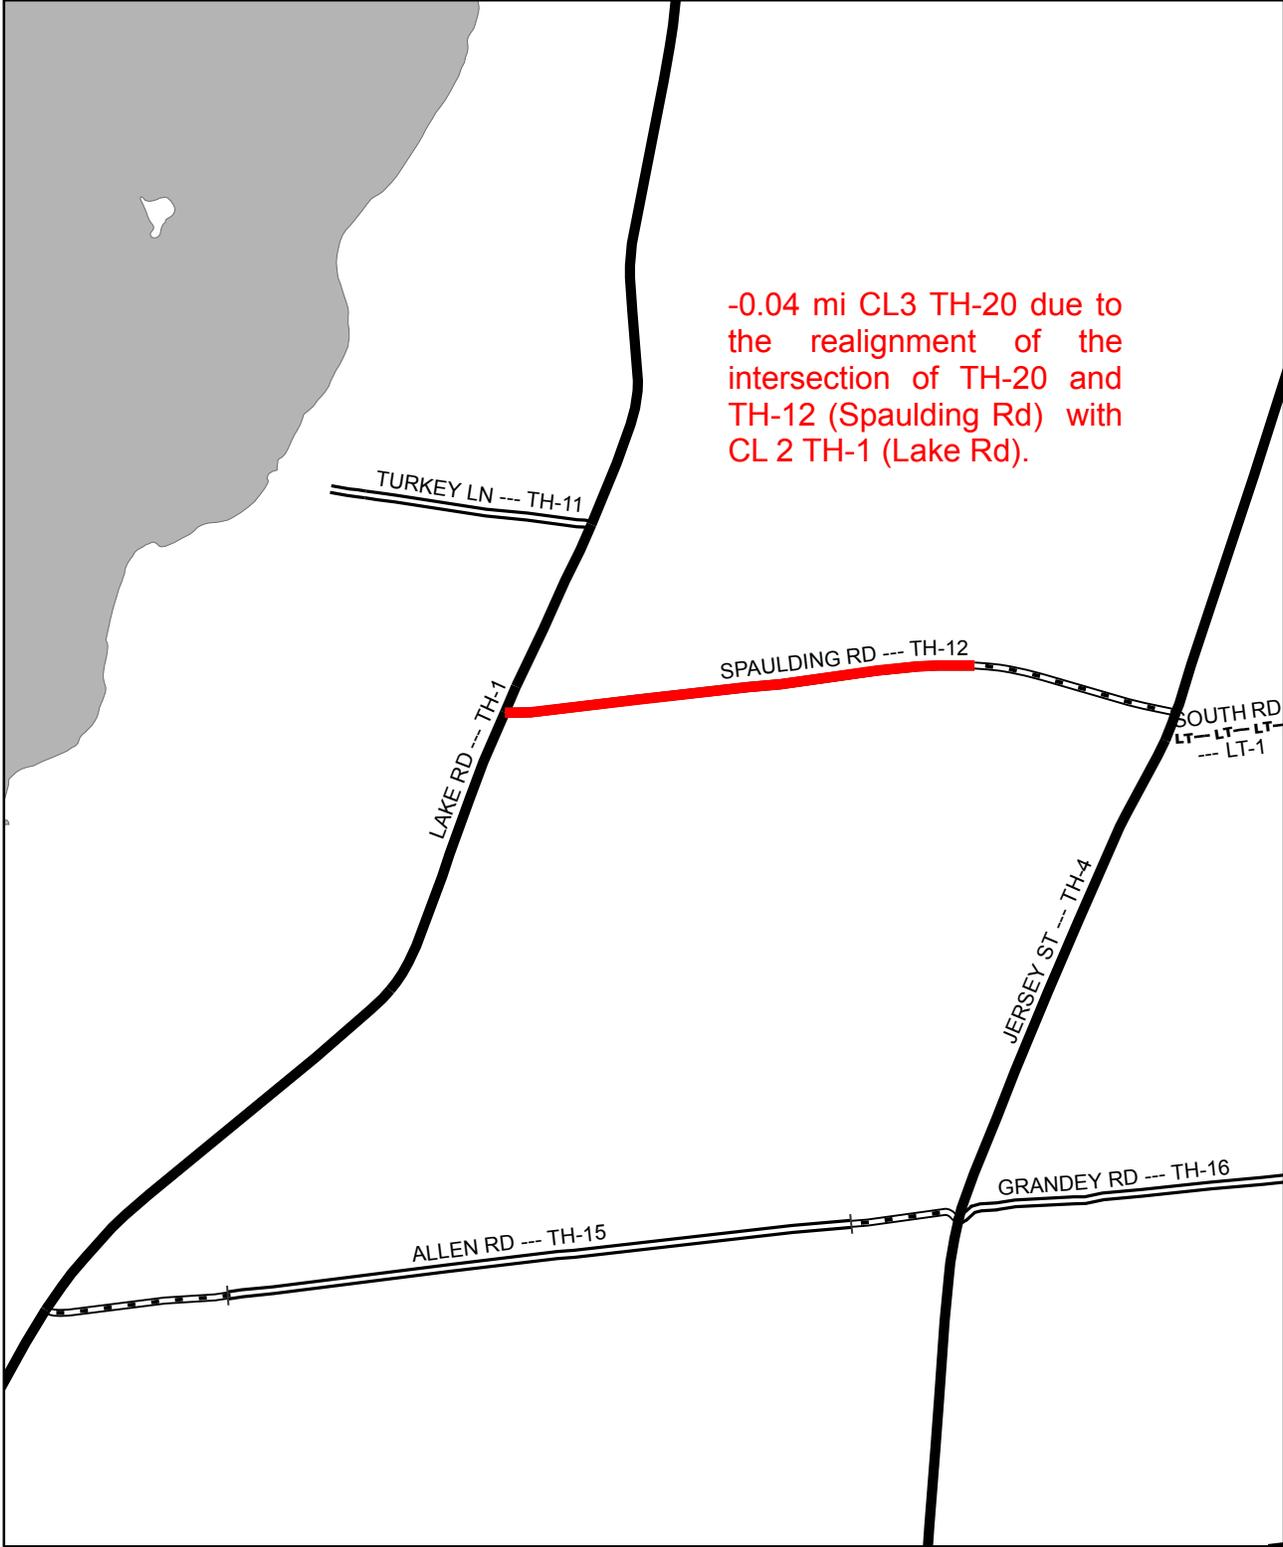 -0.04 mi CL3 TH-20 due to
the realignment of the
intersection of TH-20 and
TH-12 (Spaulding Rd) with
CL 2 TH-1 (Lake Rd).
TURKEY LN --- TH-11
SPAULDING RD --- TH-12
LAKE RD --- TH-1
SOUTH RD
LT LT LT
--- LT-1
JERSEY ST --- TH-4
GRANDEY RD --- TH-16
ALLEN RD --- TH-15